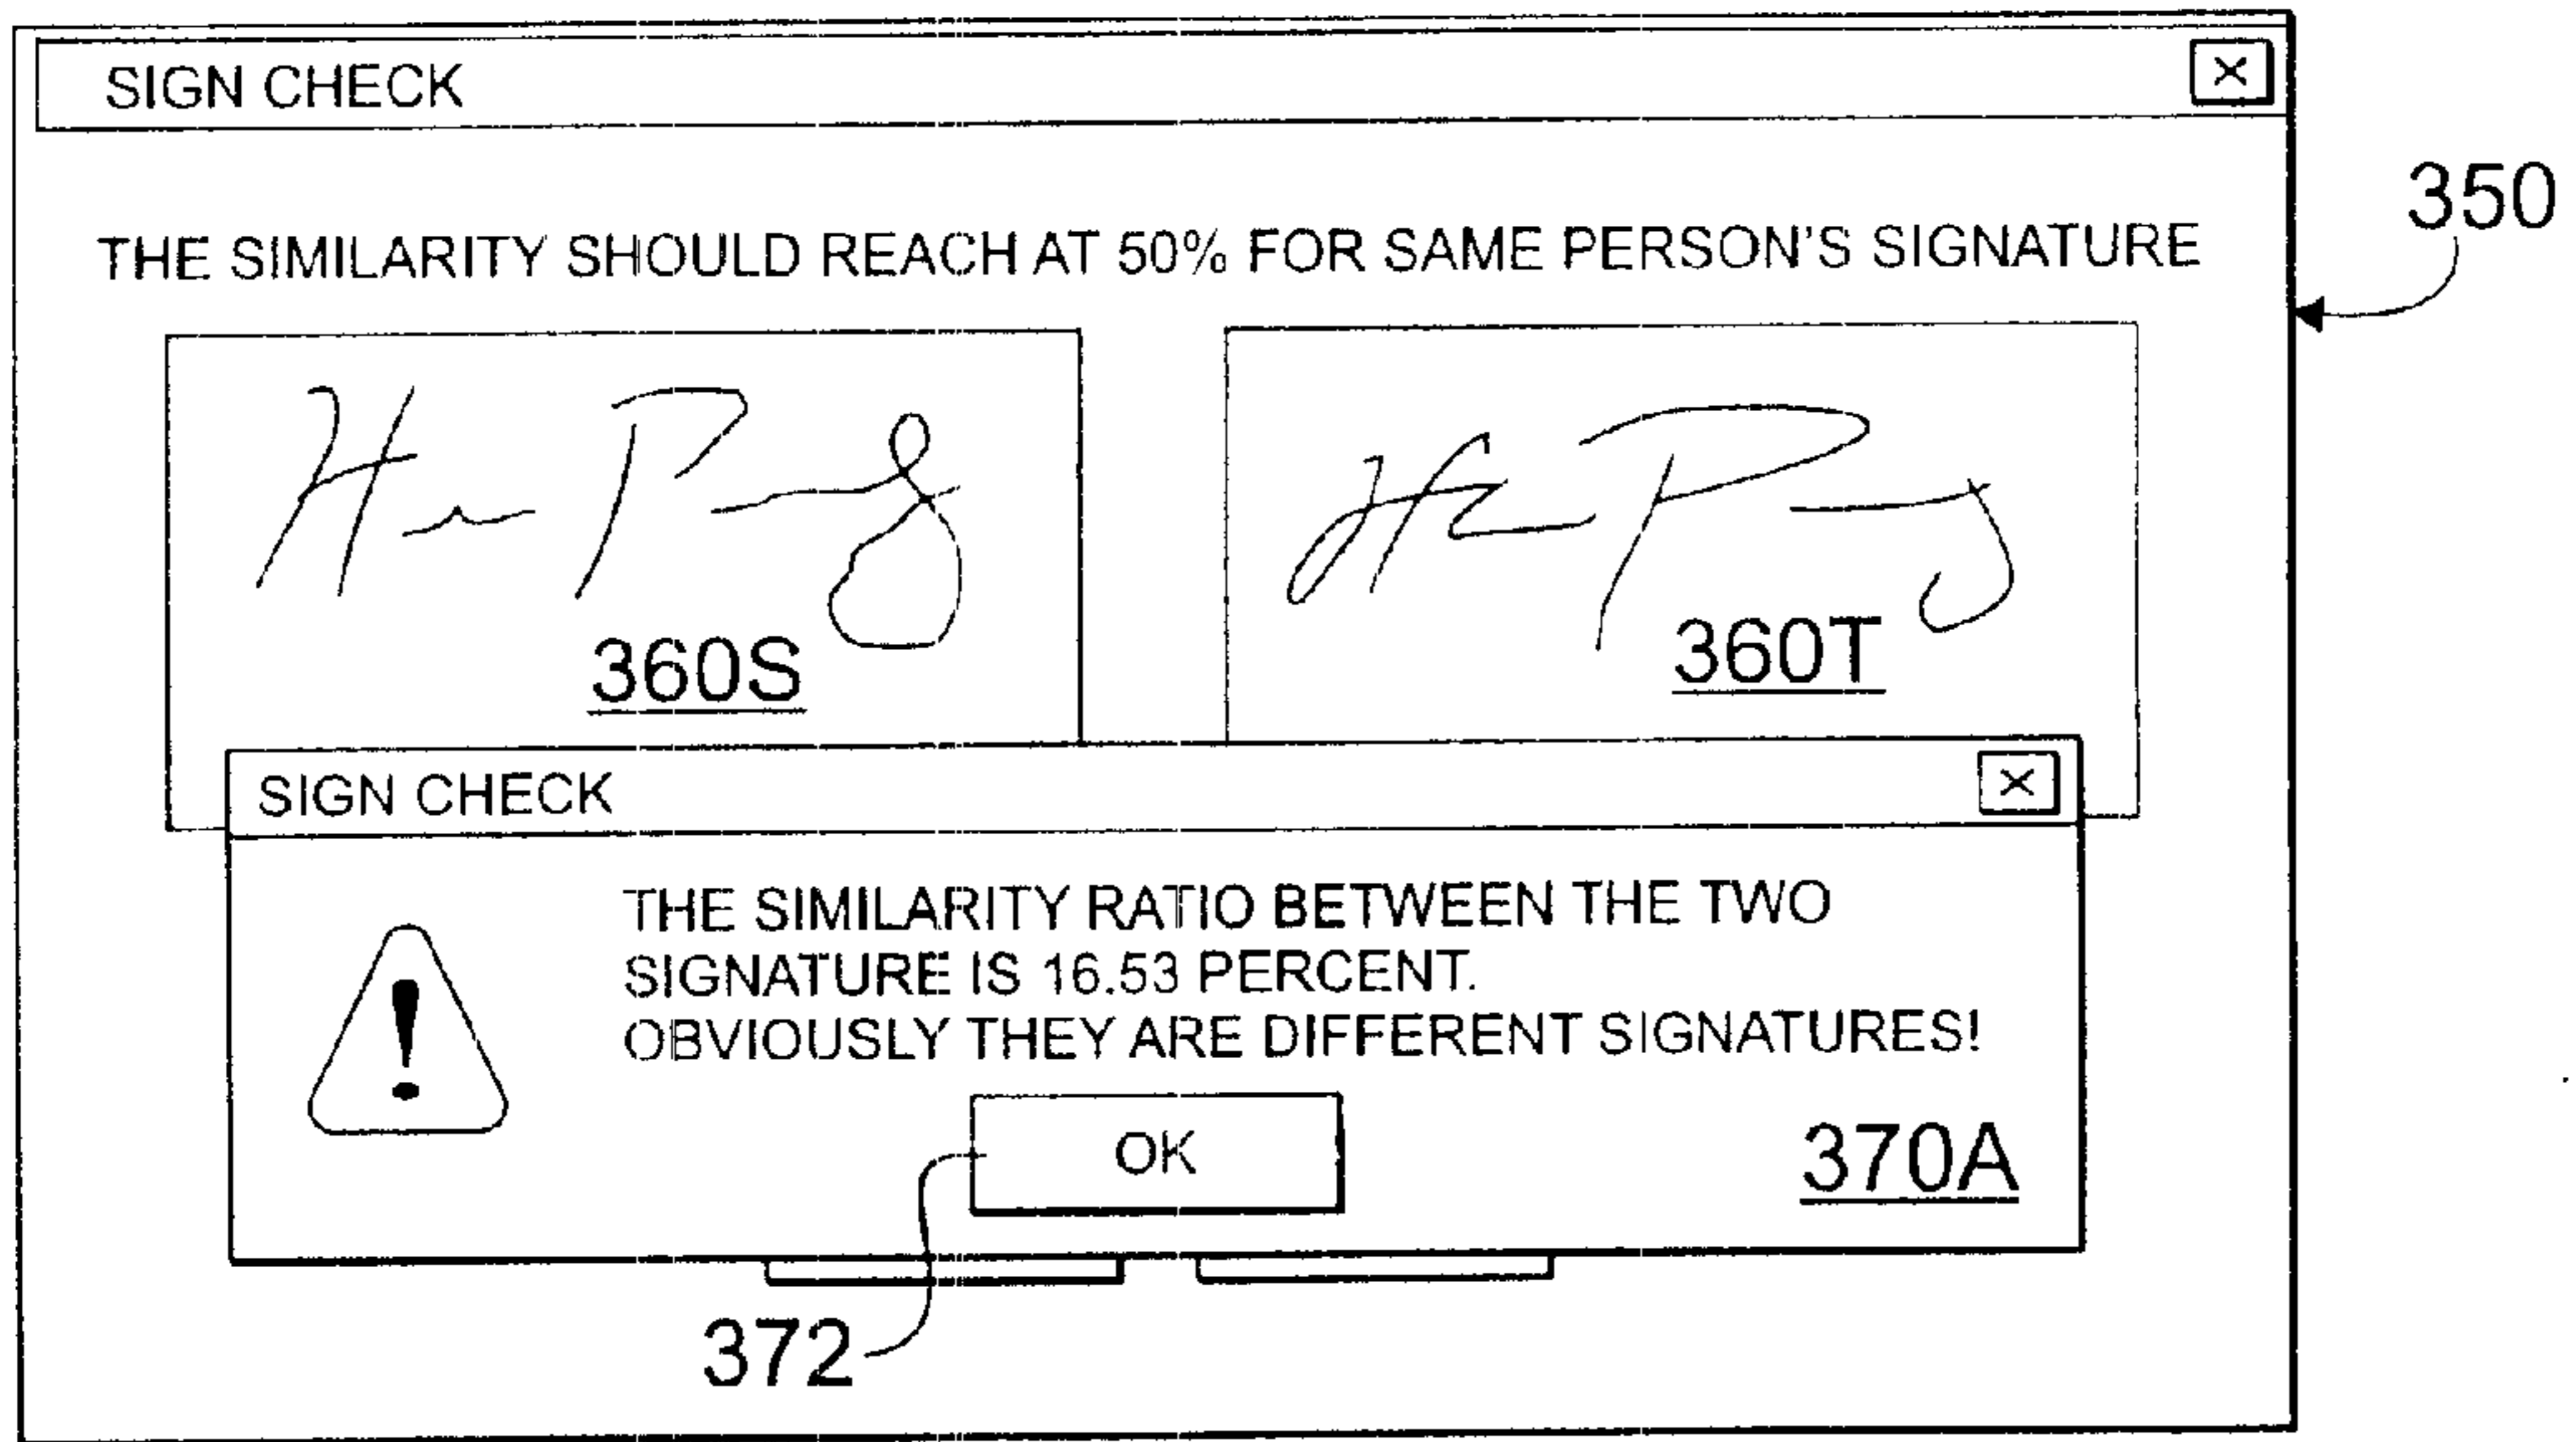 SIGN CHECK
350
THE SIMILARITY SHOULD REACH AT 50% FOR SAME PERSON'S SIGNATURE
360S
360T
SIGN CHECK
THE SIMILARITY RATIO BETWEEN THE TWO
SIGNATURE IS 16.53 PERCENT.
OBVIOUSLY THEY ARE DIFFERENT SIGNATURES!
OK
370A
372